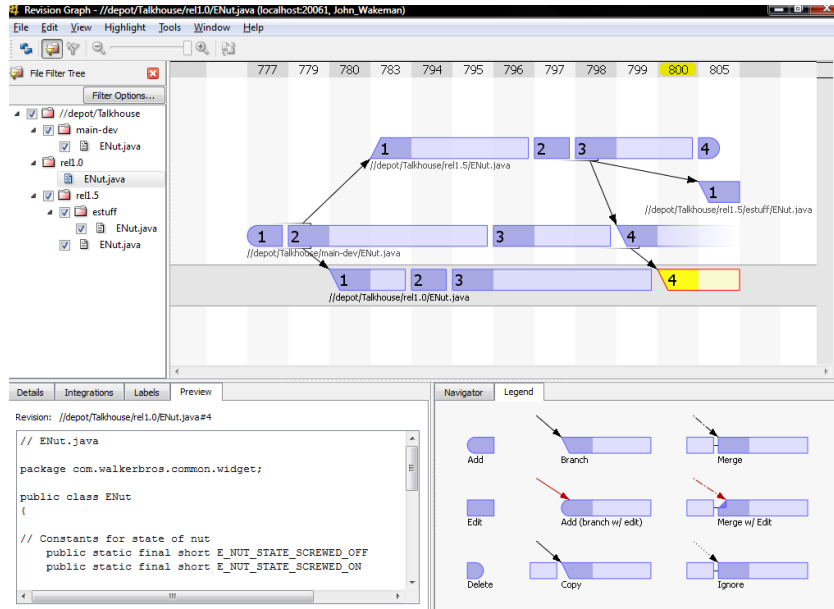 Revision Graph - //depot/Talkhouse/rel1.0/ENut.java (localhost:20061, John_Wakeman)
File Edit View Highlight Tools Window Help
File Filter Tree
Filter Options...
//depot/Talkhouse
main-dev
ENut.java
rel1.0
ENut.java
rel1.5
estuff
ENut.java
ENut.java
777 779 780 783 794 795 796 797 798 799 800 805
1 2 3 4
//depot/Talkhouse/rel1.5/ENut.java
1
//depot/Talkhouse/rel1.5/estuff/ENut.java
1 2 3 4
//depot/Talkhouse/main-dev/ENut.java
1 2 3 4
//depot/Talkhouse/rel1.0/ENut.java
Details Integrations Labels Preview
Revision: //depot/Talkhouse/rel1.0/ENut.java#4
// ENut.java
package com.walkerbros.common.widget;
public class ENut
{
// Constants for state of nut
public static final short E_NUT_STATE_SCREWED_OFF
public static final short E_NUT_STATE_SCREWED_ON
Navigator Legend
Add Branch Merge
Edit Add (branch w/ edit) Merge w/ Edit
Delete Copy Ignore